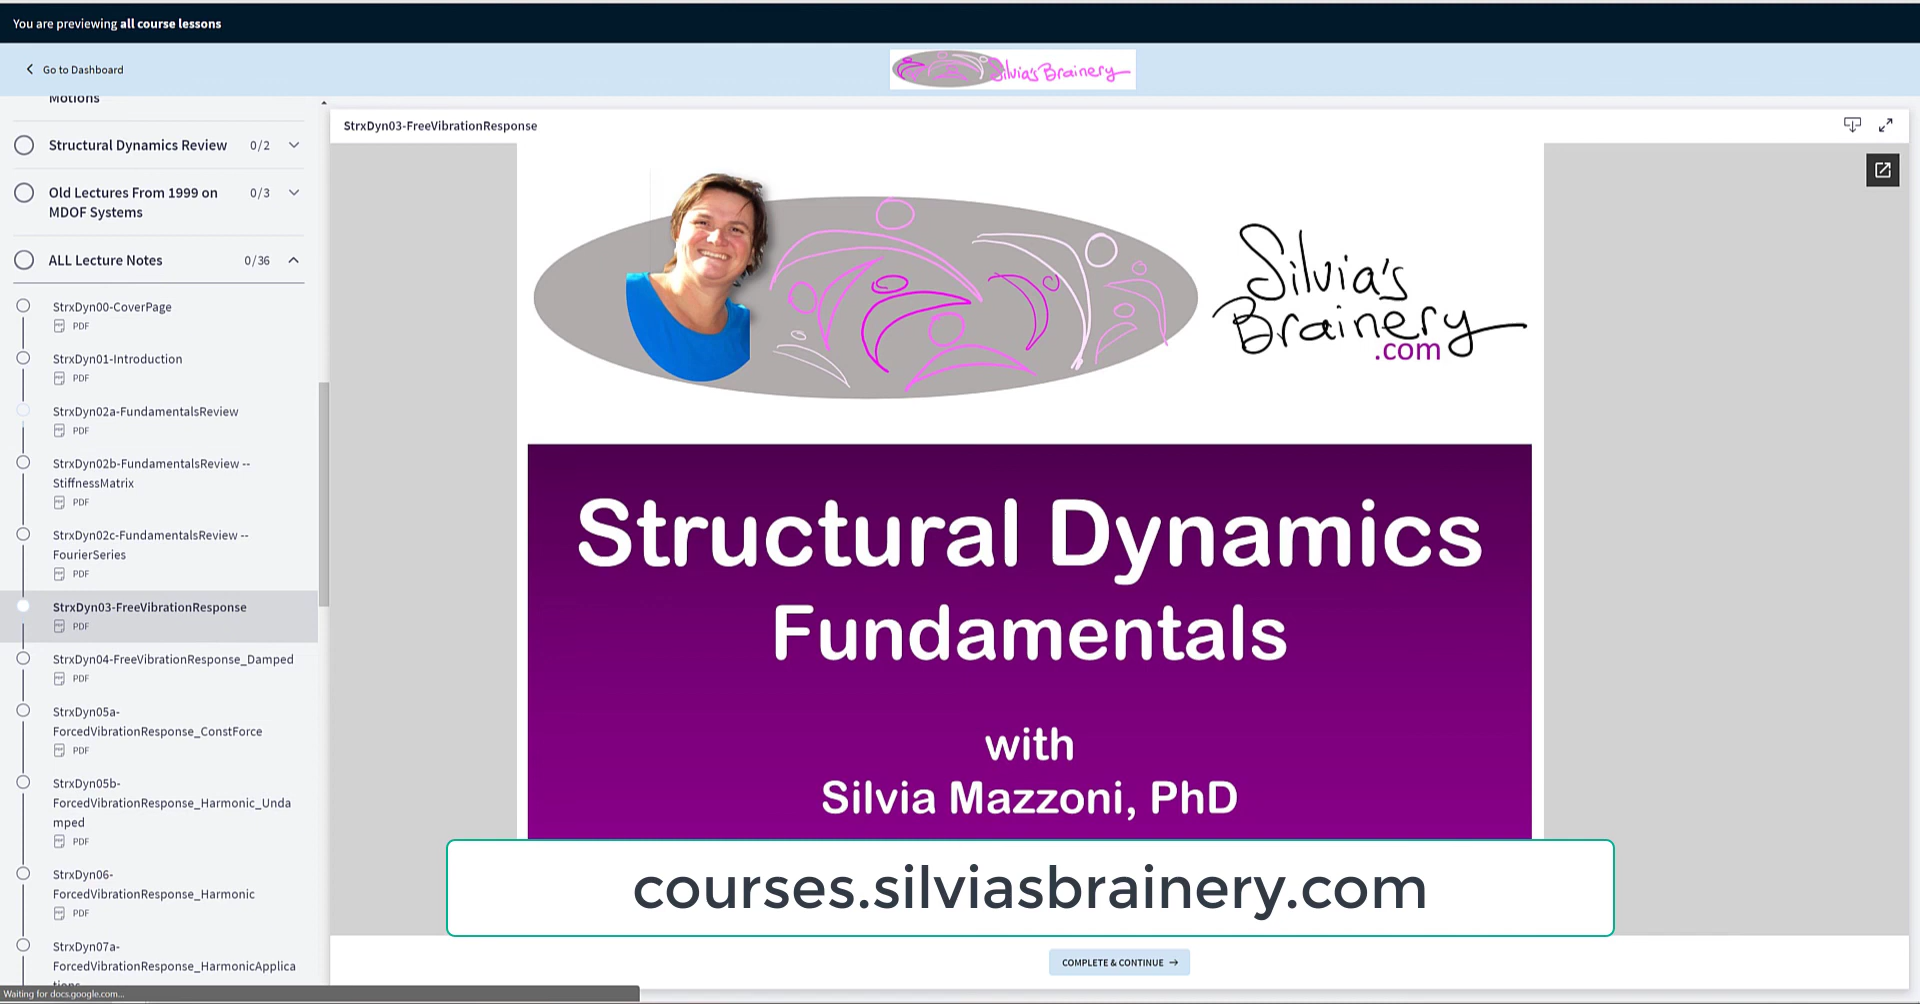 You are previewing all course lessons
Go to Dashboard
Silvia's Brainery
Motions
Structural Dynamics Review 0/2
Old Lectures From 1999 on 0/3
MDOF Systems
ALL Lecture Notes 0/36
StrxDyn00-CoverPage
PDF
StrxDyn01-Introduction
PDF
StrxDyn02a-FundamentalsReview
PDF
StrxDyn02b-FundamentalsReview --
StiffnessMatrix
PDF
StrxDyn02c-FundamentalsReview --
FourierSeries
PDF
StrxDyn03-FreeVibrationResponse
PDF
StrxDyn04-FreeVibrationResponse_Damped
PDF
StrxDyn05a-
ForcedVibrationResponse_ConstForce
PDF
StrxDyn05b-
ForcedVibrationResponse_Harmonic_Unda
mped
PDF
StrxDyn06-
ForcedVibrationResponse_Harmonic
PDF
StrxDyn07a-
ForcedVibrationResponse_HarmonicApplica
tions
Waiting for docs.google.com...
StrxDyn03-FreeVibrationResponse
Silvia's
Brainery
.com
Structural Dynamics
Fundamentals
with
Silvia Mazzoni, PhD
courses.silviasbrainery.com
COMPLETE & CONTINUE →